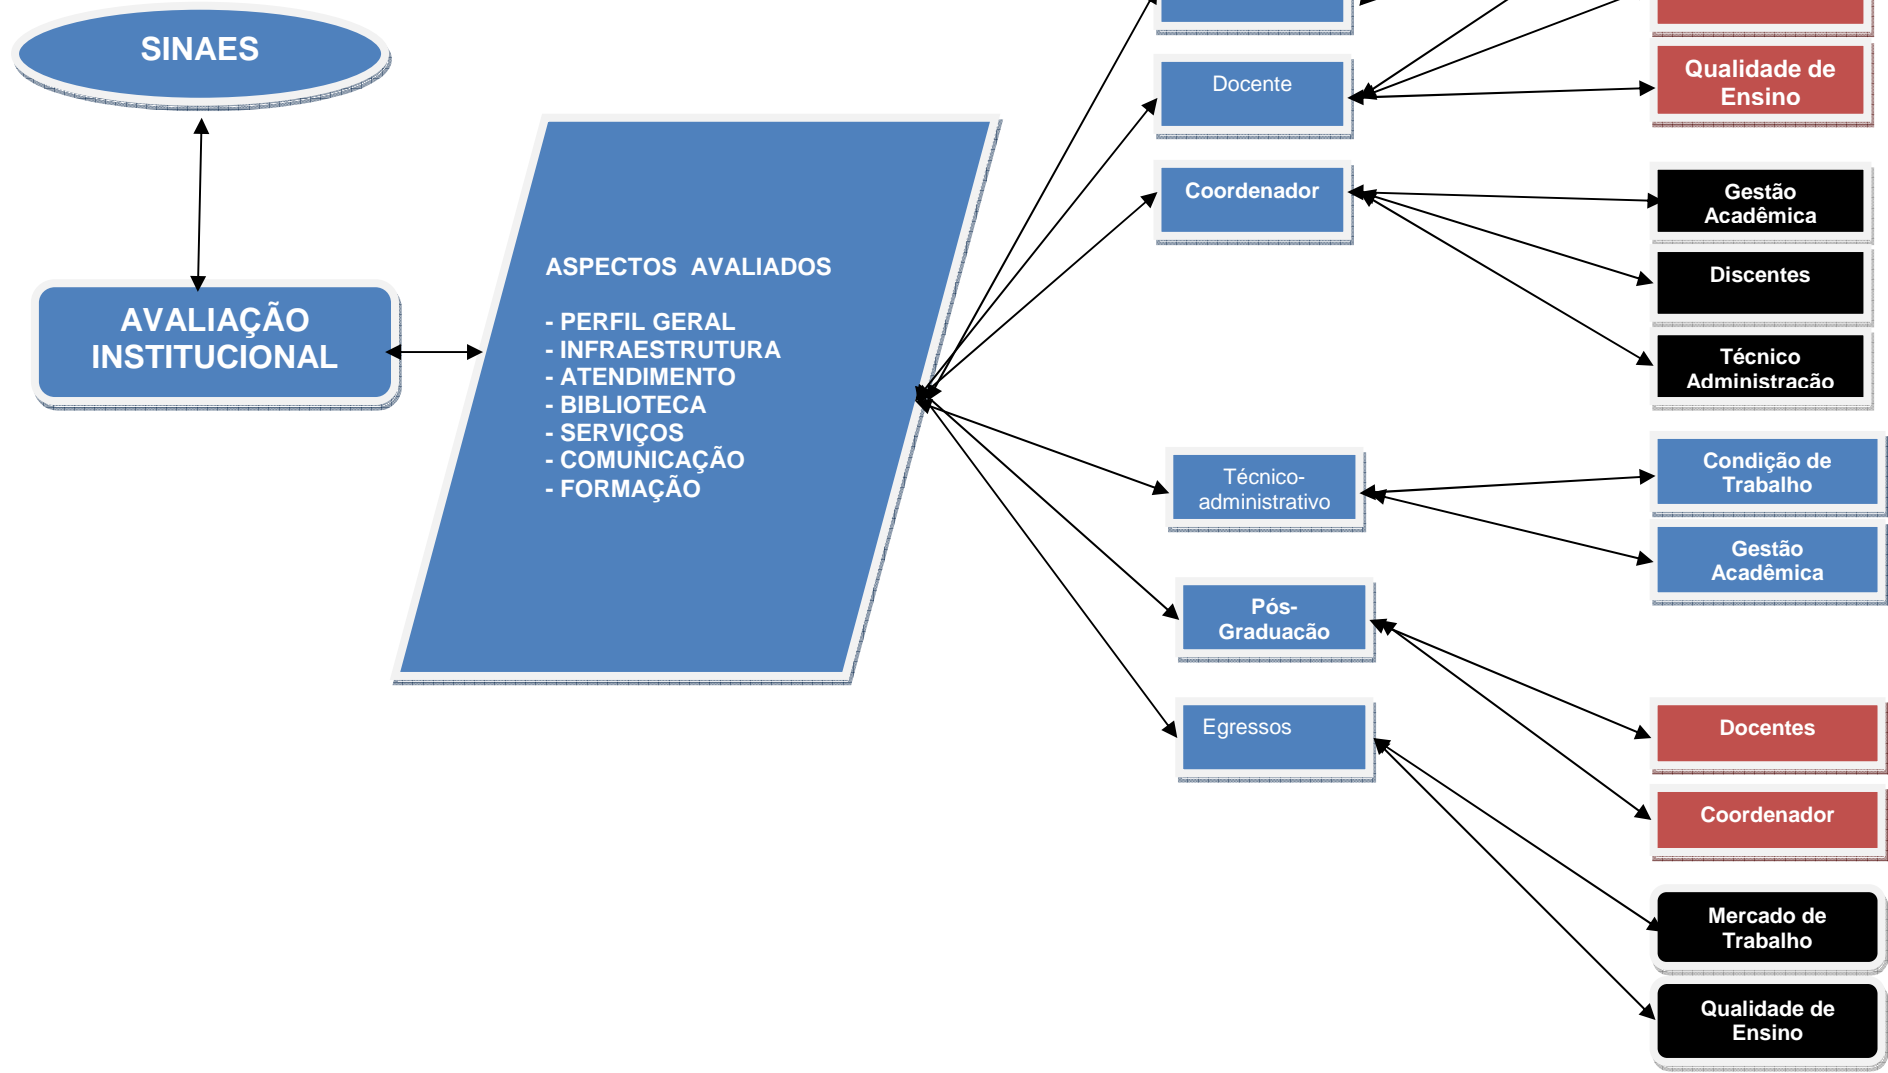 SINAES
AVALIAÇÃO
INSTITUCIONAL
ASPECTOS AVALIADOS
- PERFIL GERAL
- INFRAESTRUTURA
- ATENDIMENTO
- BIBLIOTECA
- SERVIÇOS
- COMUNICAÇÃO
- FORMAÇÃO
Docente
Coordenador
Técnico-
administrativo
Pós-
Graduação
Egressos
Qualidade de
Ensino
Gestão
Acadêmica
Discentes
Técnico
Administração
Condição de
Trabalho
Gestão
Acadêmica
Docentes
Coordenador
Mercado de
Trabalho
Qualidade de
Ensino